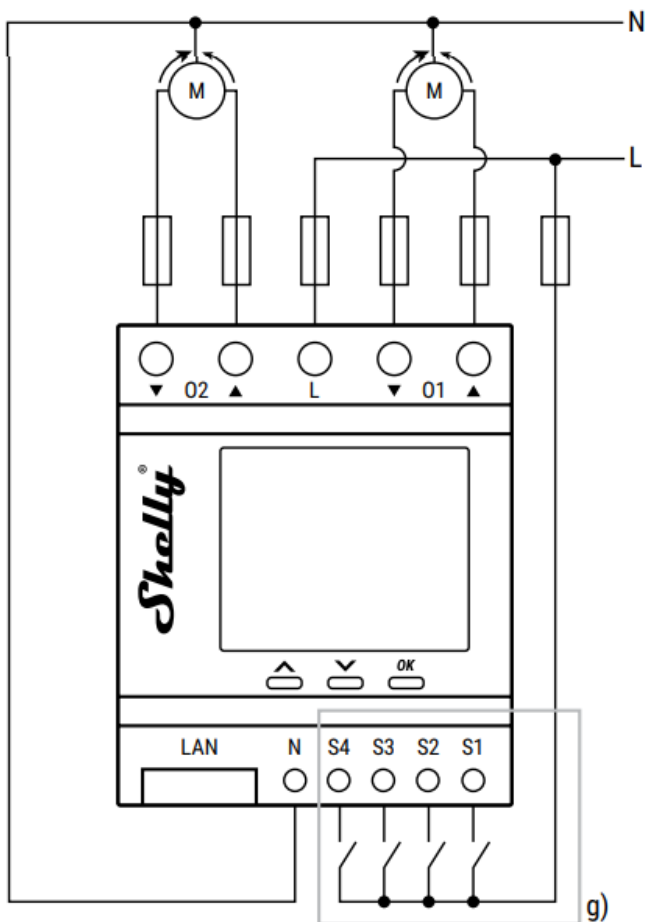 N
M M
L
▼ O2 ▲ L ▼ O1 ▲
Shelly®
OK
LAN N S4 S3 S2 S1
g)